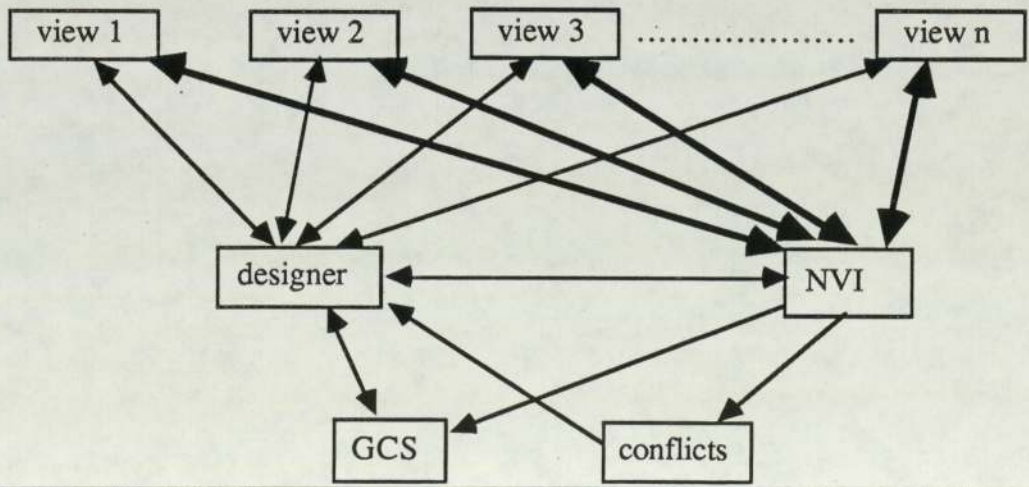 view 1 view 2 view 3 ........................ view n
designer NVI
GCS conflicts